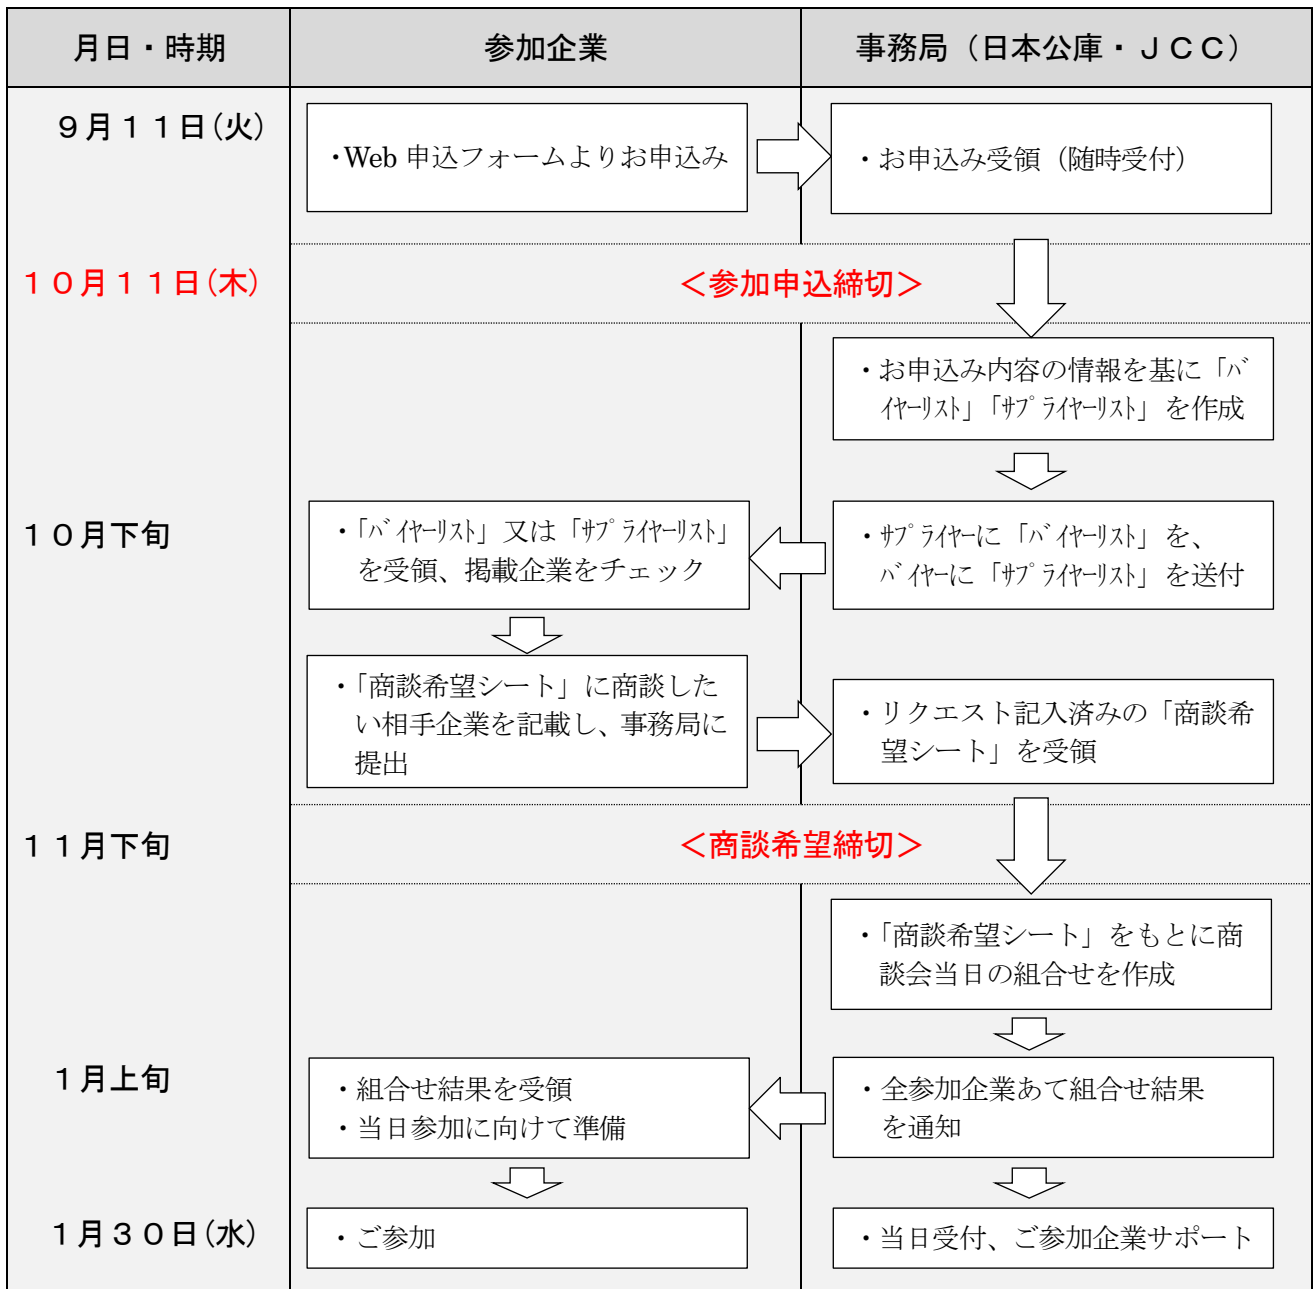 月日・時期
参加企業
事務局（日本公庫・ＪＣＣ）
９月１１日(火)
・Web 申込フォームよりお申込み
・お申込み受領（随時受付）
１０月１１日(木)
＜参加申込締切＞
・お申込み内容の情報を基に「ﾊﾞ
ｲﾔｰﾘｽﾄ」「ｻﾌﾟﾗｲﾔｰﾘｽﾄ」を作成
１０月下旬
・「ﾊﾞｲﾔｰﾘｽﾄ」又は「ｻﾌﾟﾗｲﾔｰﾘｽﾄ」
を受領、掲載企業をチェック
・ｻﾌﾟﾗｲﾔｰに「ﾊﾞｲﾔｰﾘｽﾄ」を、
ﾊﾞｲﾔｰに「ｻﾌﾟﾗｲﾔｰﾘｽﾄ」を送付
・「商談希望シート」に商談した
い相手企業を記載し、事務局に
提出
・リクエスト記入済みの「商談希
望シート」を受領
１１月下旬
＜商談希望締切＞
・「商談希望シート」をもとに商
談会当日の組合せを作成
１月上旬
・組合せ結果を受領
・当日参加に向けて準備
・全参加企業あて組合せ結果
を通知
１月３０日(水)
・ご参加
・当日受付、ご参加企業サポート